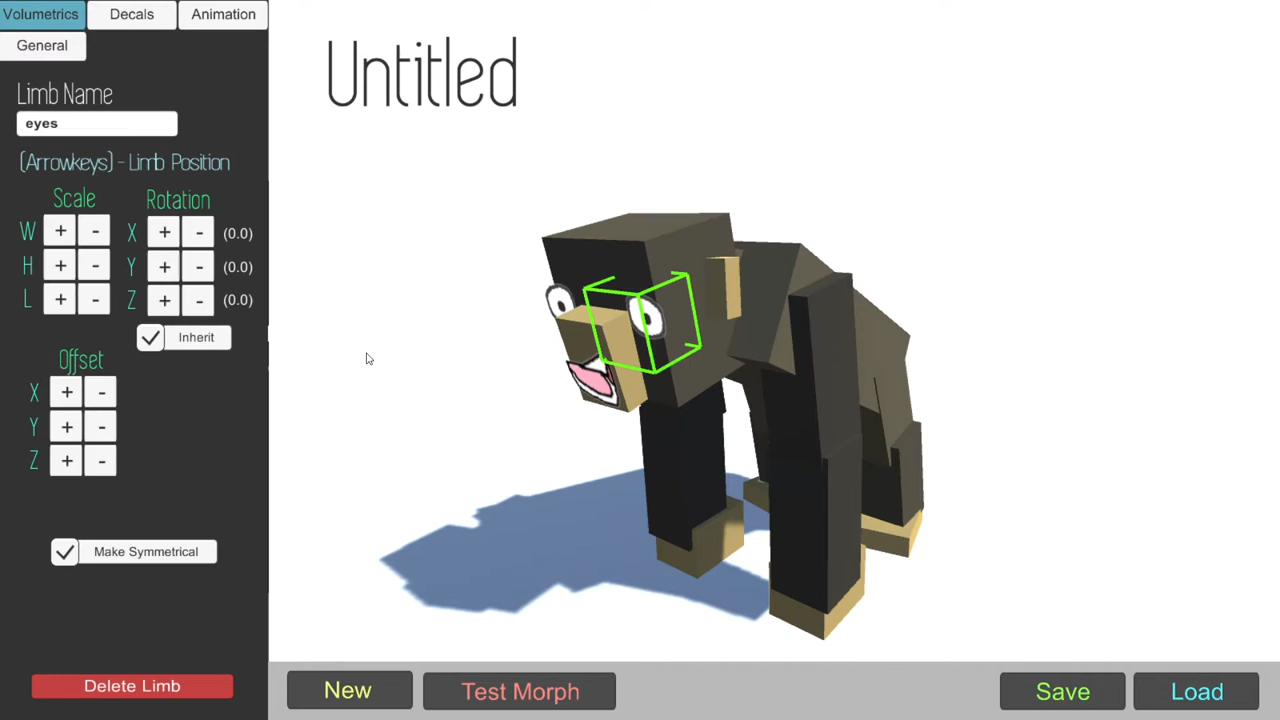 Volumetrics Decals Animation
General
Untitled
Limb Name
eyes
(Arrowkeys) - Limb Position
Scale Rotation
W + - X + - (0.0)
H + - Y + - (0.0)
L + - Z + - (0.0)
Inherit
Offset
X + -
Y + -
Z + -
Make Symmetrical
Delete Limb New Test Morph Save Load